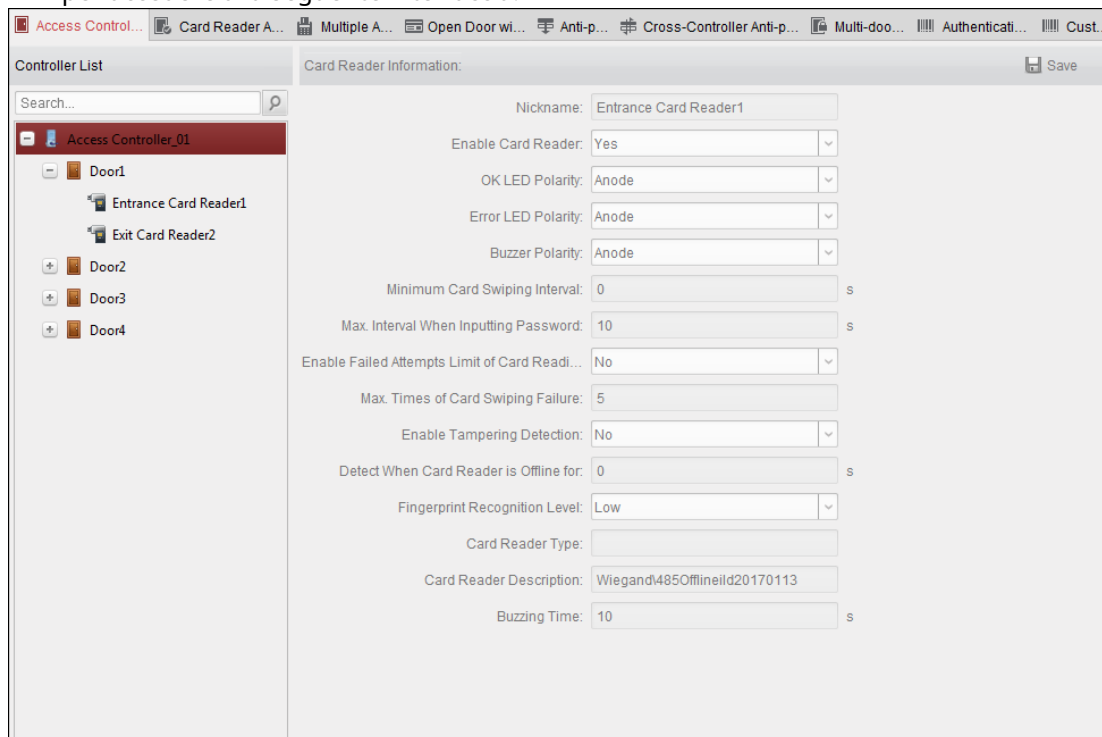 Access Control... Card Reader A... Multiple A... Open Door wi... Anti-p... Cross-Controller Anti-p... Multi-doo... Authenticati... Cust...
Controller List
Card Reader Information:
Save
Search...
Access Controller_01
Door1
Entrance Card Reader1
Exit Card Reader2
Door2
Door3
Door4
Nickname: Entrance Card Reader1
Enable Card Reader: Yes
OK LED Polarity: Anode
Error LED Polarity: Anode
Buzzer Polarity: Anode
Minimum Card Swiping Interval: 0 s
Max. Interval When Inputting Password: 10 s
Enable Failed Attempts Limit of Card Readi... No
Max. Times of Card Swiping Failure: 5
Enable Tampering Detection: No
Detect When Card Reader is Offline for: 0 s
Fingerprint Recognition Level: Low
Card Reader Type:
Card Reader Description: Wiegand\485Offlineild20170113
Buzzing Time: 10 s